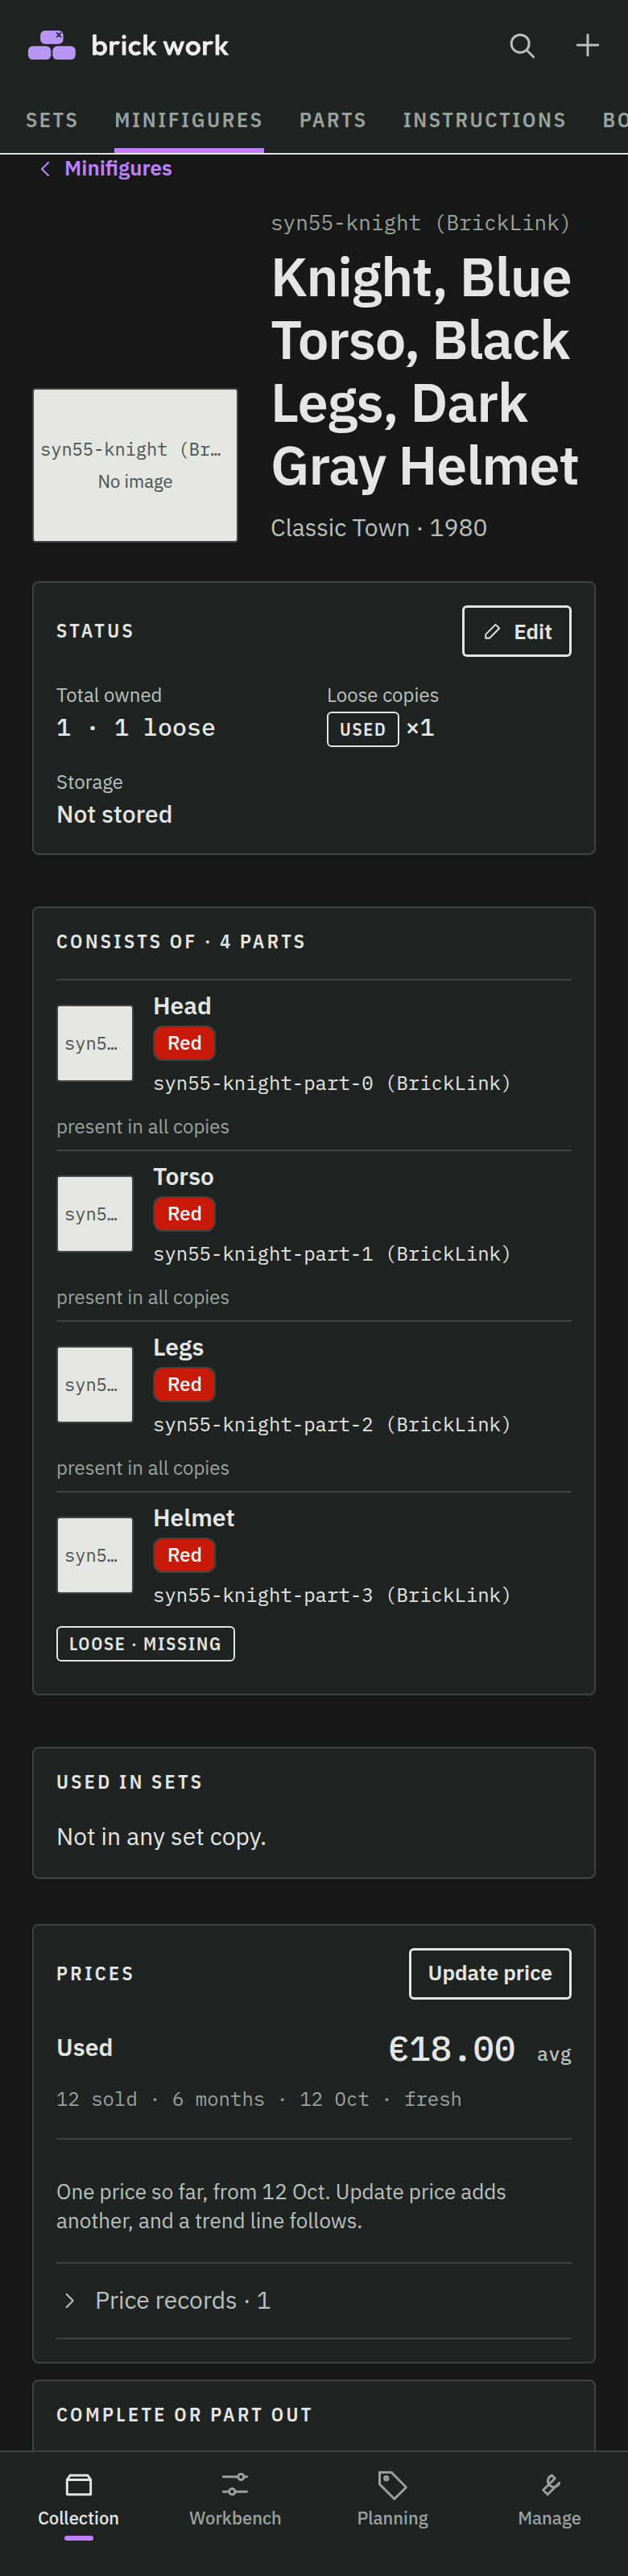 brick work
SETS MINIFIGURES PARTS INSTRUCTIONS BO
Minifigures
syn55-knight (BrickLink)
Knight, Blue
Torso, Black
Legs, Dark
Gray Helmet
syn55-knight (Br…
No image
Classic Town · 1980
STATUS
Edit
Total owned
1 · 1 loose
Loose copies
USED ×1
Storage
Not stored
CONSISTS OF · 4 PARTS
syn5…
Head
Red
syn55-knight-part-0 (BrickLink)
present in all copies
syn5…
Torso
Red
syn55-knight-part-1 (BrickLink)
present in all copies
syn5…
Legs
Red
syn55-knight-part-2 (BrickLink)
present in all copies
syn5…
Helmet
Red
syn55-knight-part-3 (BrickLink)
LOOSE · MISSING
USED IN SETS
Not in any set copy.
PRICES
Update price
Used
€18.00 avg
12 sold · 6 months · 12 Oct · fresh
One price so far, from 12 Oct. Update price adds
another, and a trend line follows.
Price records · 1
COMPLETE OR PART OUT
Collection Workbench Planning Manage